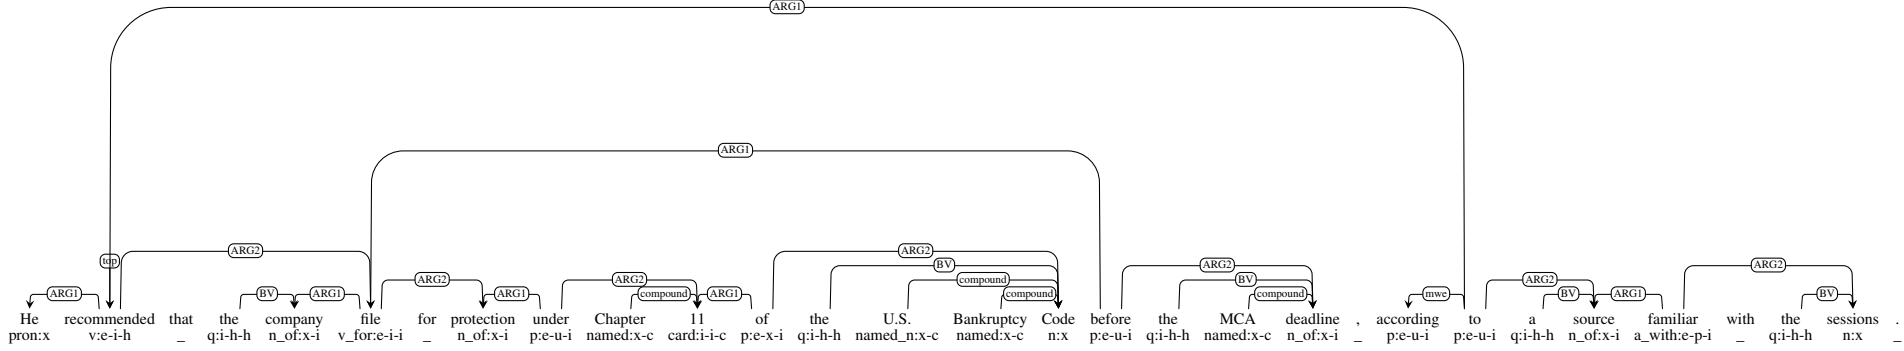 ARG1
ARG1
ARG2 ARG2
top BV
ARG2 ARG2 compound ARG2 BV ARG2 ARG2
ARG1 BV ARG1 ARG1 compound ARG1 compound compound mwe BV ARG1 BV
He recommended that the company file for protection under Chapter 11 of the U.S. Bankruptcy Code before the MCA deadline , according to a source familiar with the sessions .
pron:x v:e-i-h _ q:i-h-h n_of:x-i v_for:e-i-i _ n_of:x-i p:e-u-i named:x-c card:i-i-c p:e-x-i q:i-h-h named_n:x-c named:x-c n:x p:e-u-i q:i-h-h named:x-c n_of:x-i _ p:e-u-i p:e-u-i q:i-h-h n_of:x-i a_with:e-p-i _ q:i-h-h n:x _